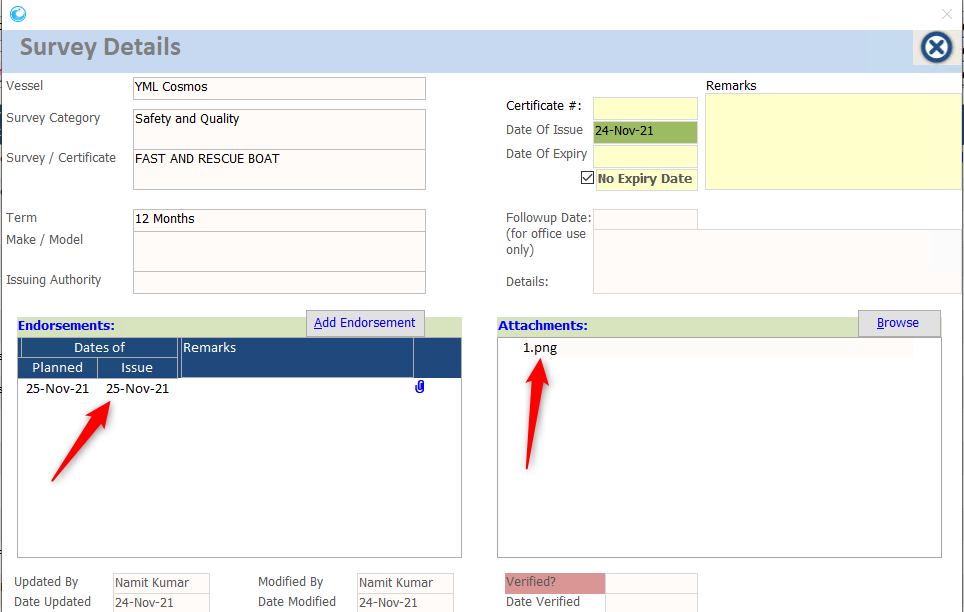 Survey Details
Vessel
YML Cosmos
Survey Category
Safety and Quality
Survey / Certificate
FAST AND RESCUE BOAT
Certificate #:
Date Of Issue
24-Nov-21
Date Of Expiry
No Expiry Date
Remarks
Term
12 Months
Make / Model
Issuing Authority
Followup Date:
(for office use
only)
Details:
Endorsements:
Add Endorsement
Dates of
Remarks
Planned
Issue
25-Nov-21
25-Nov-21
Attachments:
Browse
1.png
Updated By
Namit Kumar
Modified By
Namit Kumar
Verified?
Date Updated
24-Nov-21
Date Modified
24-Nov-21
Date Verified